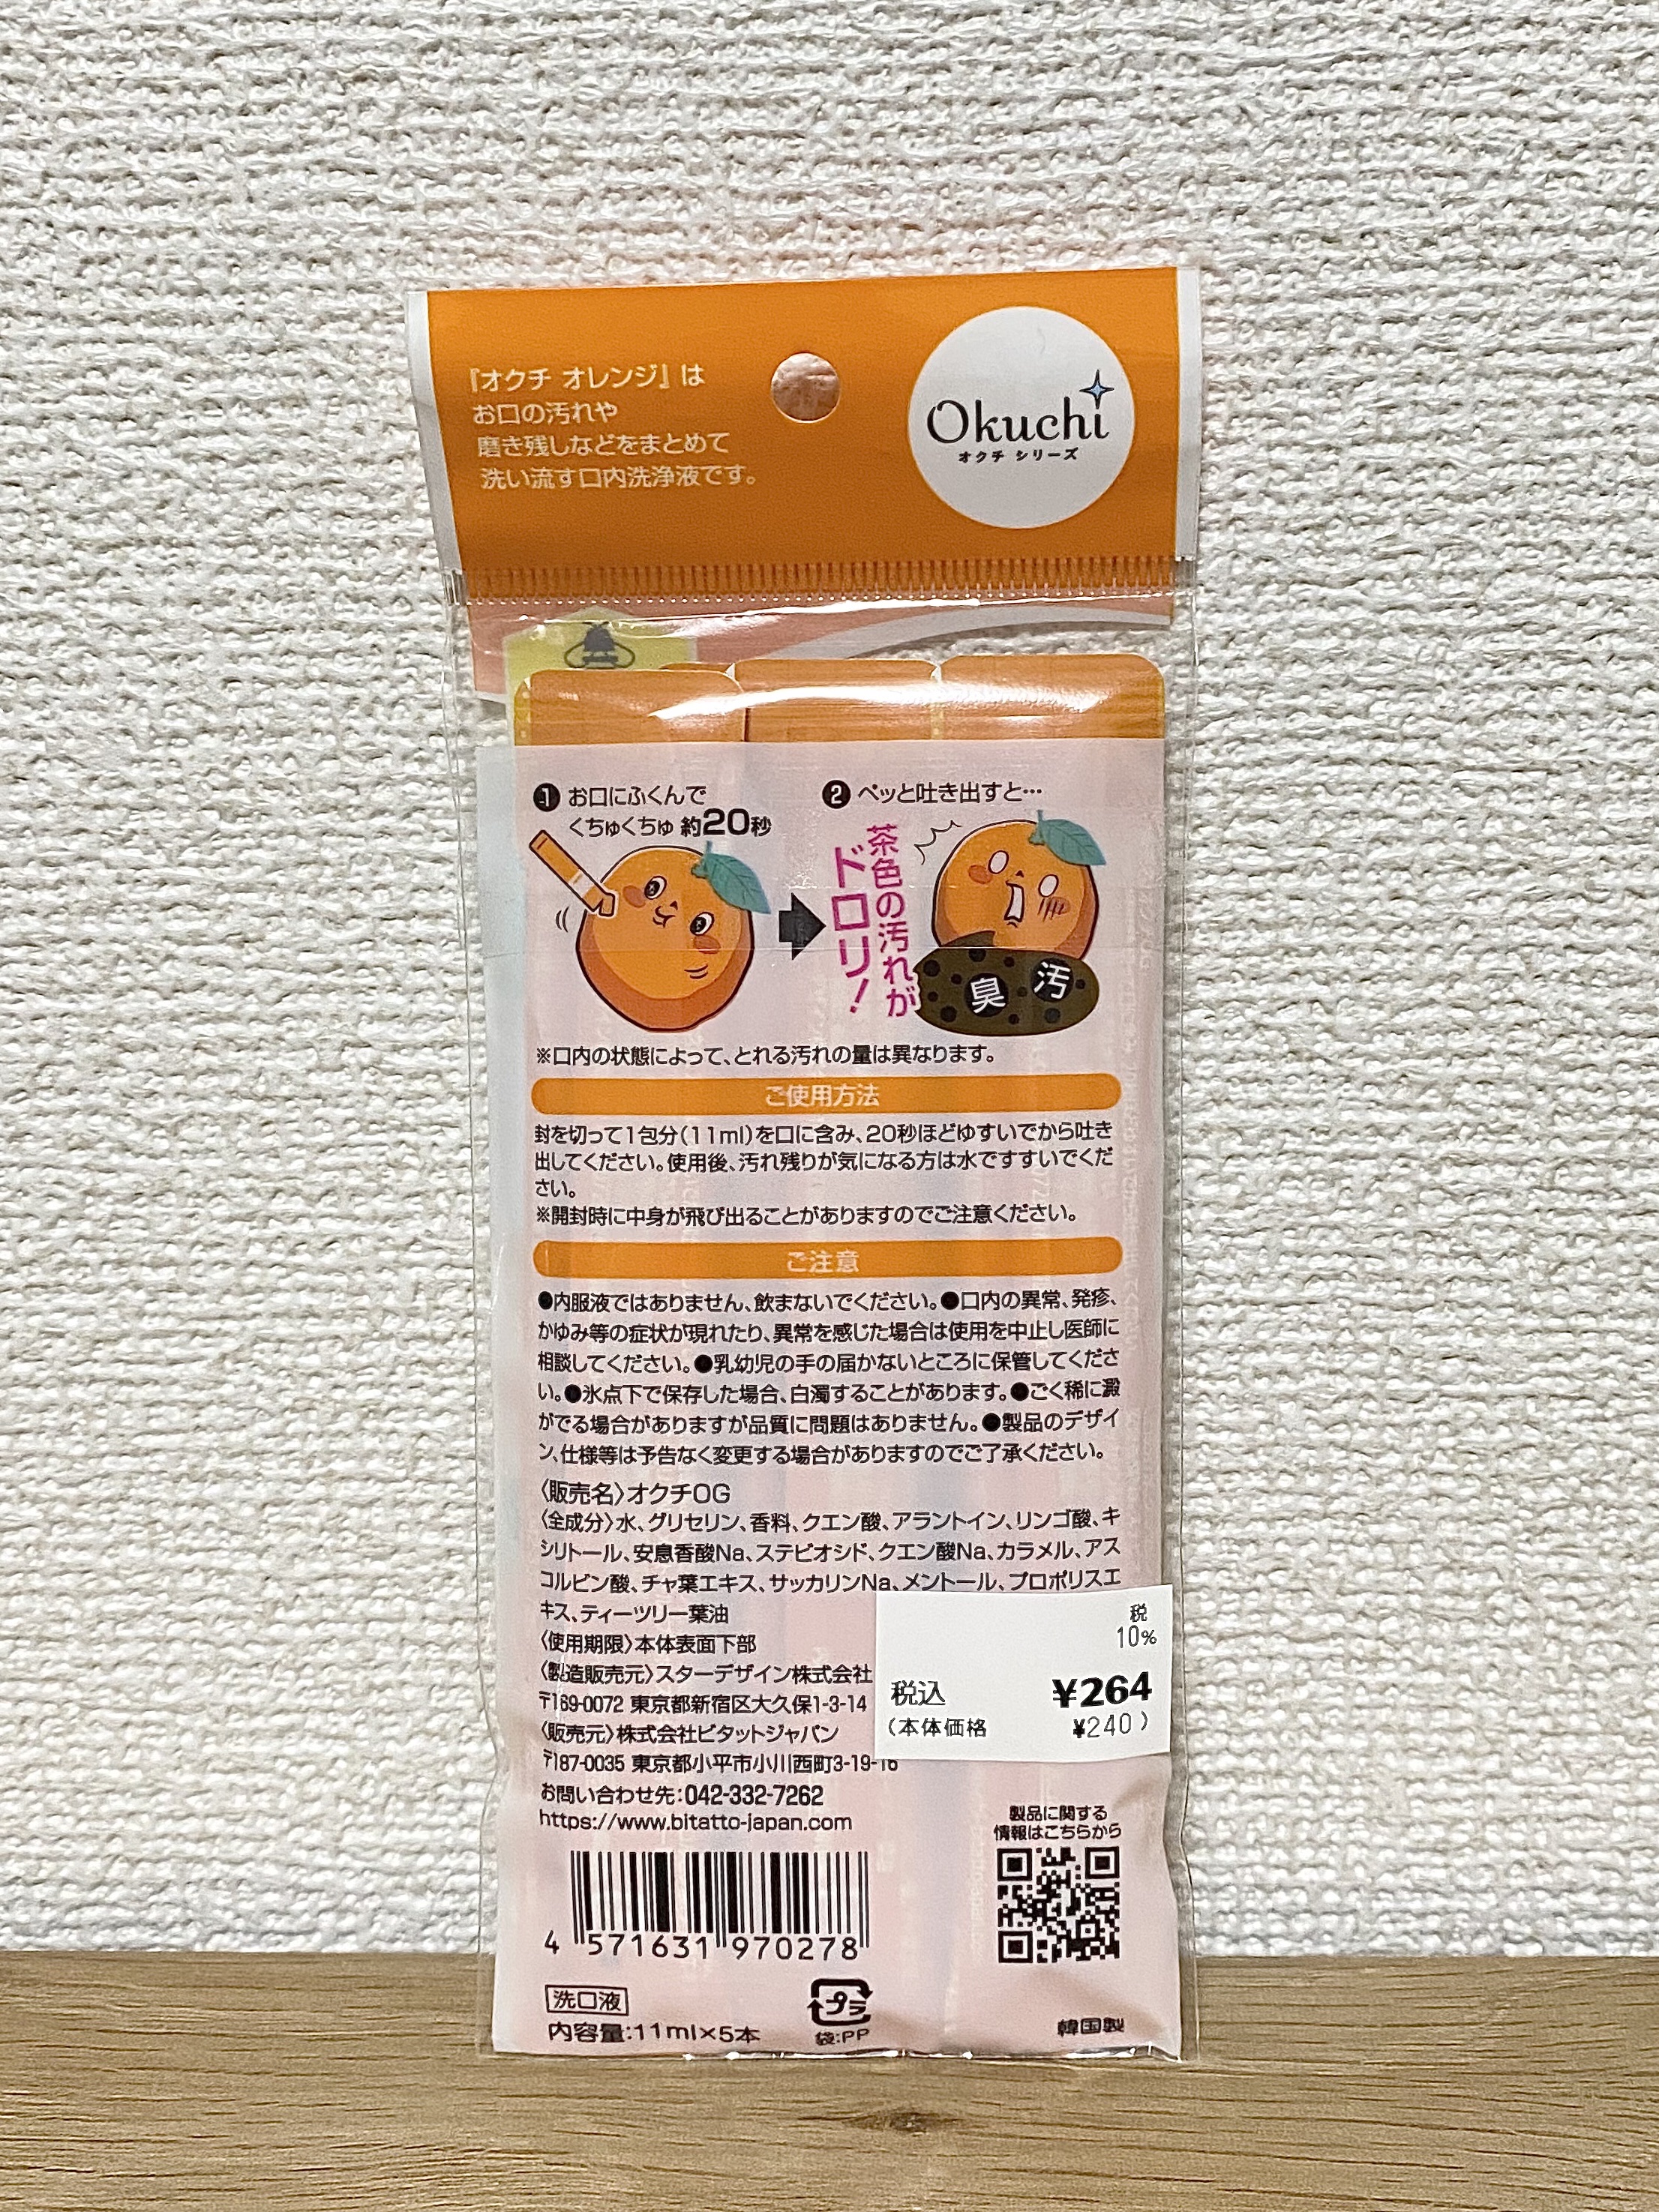 『オクチ オレンジ』は
お口の汚れや
磨き残しなどをまとめて
洗い流す口内洗浄液です。
Okuchi
オクチ シリーズ
1 お口にふくんで
くちゅくちゅ 約20秒
2 ペッと吐き出すと…
茶色の汚れが
ドロリ!
臭 汚
※口内の状態によって、とれる汚れの量は異なります。
ご使用方法
封を切って1包分(11ml)を口に含み、20秒ほどゆすいでから吐き
出してください。使用後、汚れ残りが気になる方は水ですすいでくだ
さい。
※開封時に中身が飛び出ることがありますのでご注意ください。
ご注意
●内服液ではありません、飲まないでください。●口内の異常、発疹、
かゆみ等の症状が現れたり、異常を感じた場合は使用を中止し医師に
相談してください。●乳幼児の手の届かないところに保管してくださ
い。●氷点下で保存した場合、白濁することがあります。●ごく稀に澱
がでる場合がありますが品質に問題はありません。●製品のデザイ
ン、仕様等は予告なく変更する場合がありますのでご了承ください。
〈販売名〉オクチOG
〈全成分〉水、グリセリン、香料、クエン酸、アラントイン、リンゴ酸、キ
シリトール、安息香酸Na、ステビオシド、クエン酸Na、カラメル、アス
コルビン酸、チャ葉エキス、サッカリンNa、メントール、プロポリスエ
キス、ティーツリー葉油
〈使用期限〉本体表面下部
〈製造販売元〉スターデザイン株式会社
〒169-0072 東京都新宿区大久保1-3-14
〈販売元〉株式会社ビタットジャパン
〒187-0035 東京都小平市小川西町3-19-16
お問い合わせ先:042-332-7262
https://www.bitatto-japan.com
税
10%
税込 ¥264
(本体価格 ¥240)
製品に関する
情報はこちらから
4 571631 970278
洗口液
内容量:11ml×5本
プラ
袋:PP
韓国製